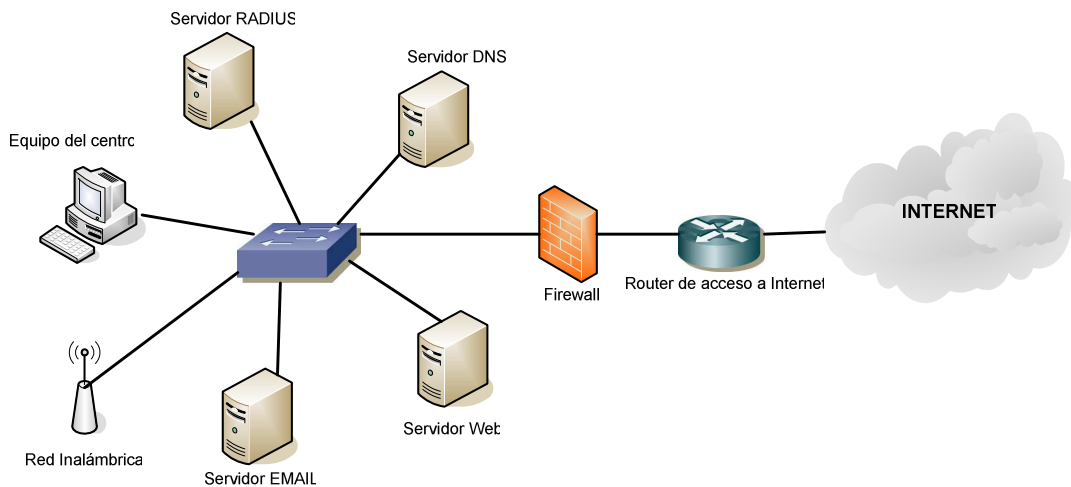 Servidor RADIUS
Servidor DNS
Equipo del centro
INTERNET
Router de acceso a Internet
Firewall
Servidor Web
Red Inalámbrica
Servidor EMAIL